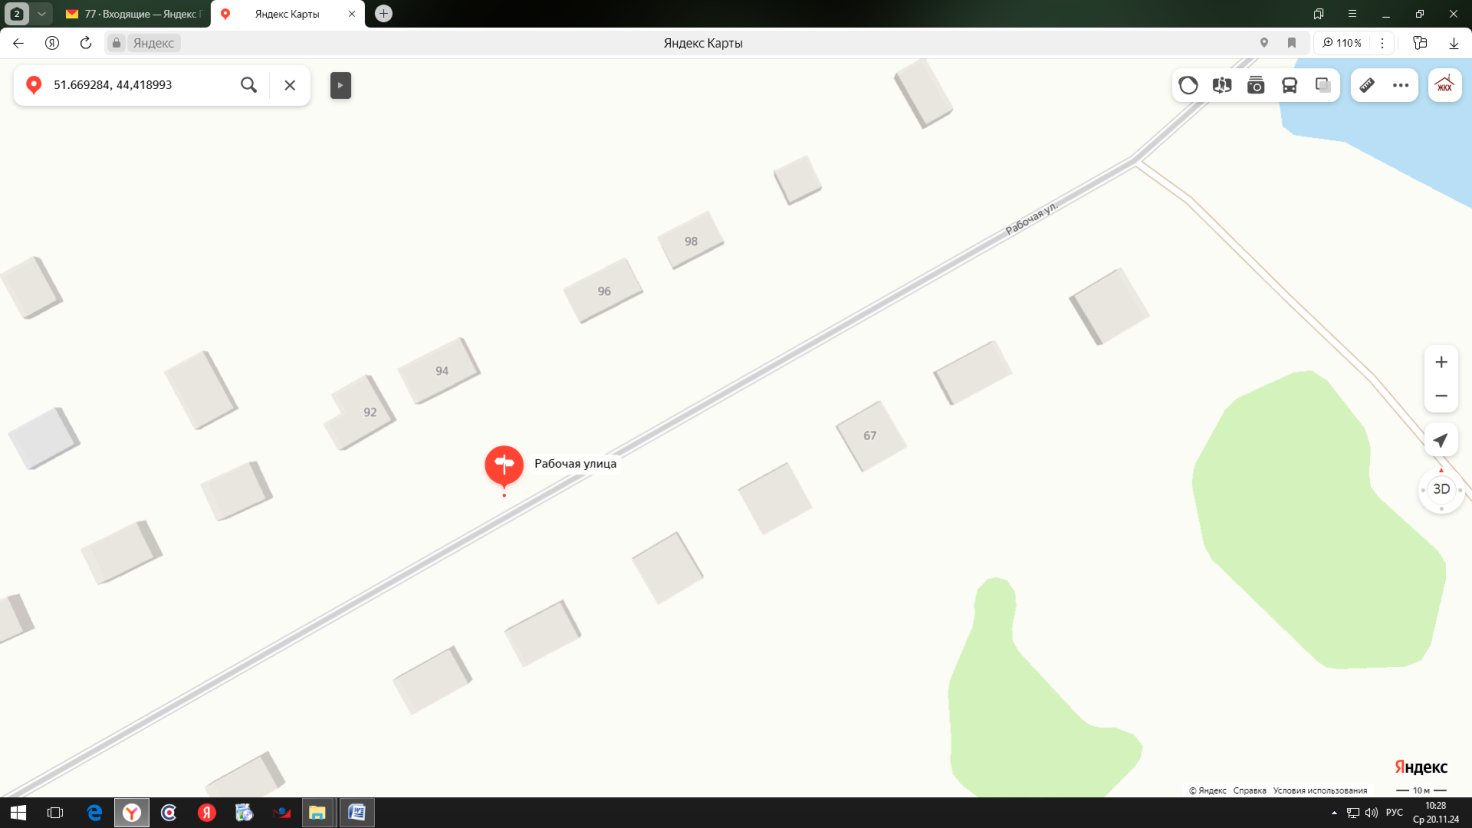 2
77 · Входящие — Яндекс
Яндекс Карты
Яндекс
Яндекс Карты
110 %
51.669284, 44,418993
ЖКХ
Рабочая ул.
98
96
94
92
67
Рабочая улица
3D
Яндекс
© Яндекс Справка Условия использования
10 м
РУС
10:28
Ср 20.11.24